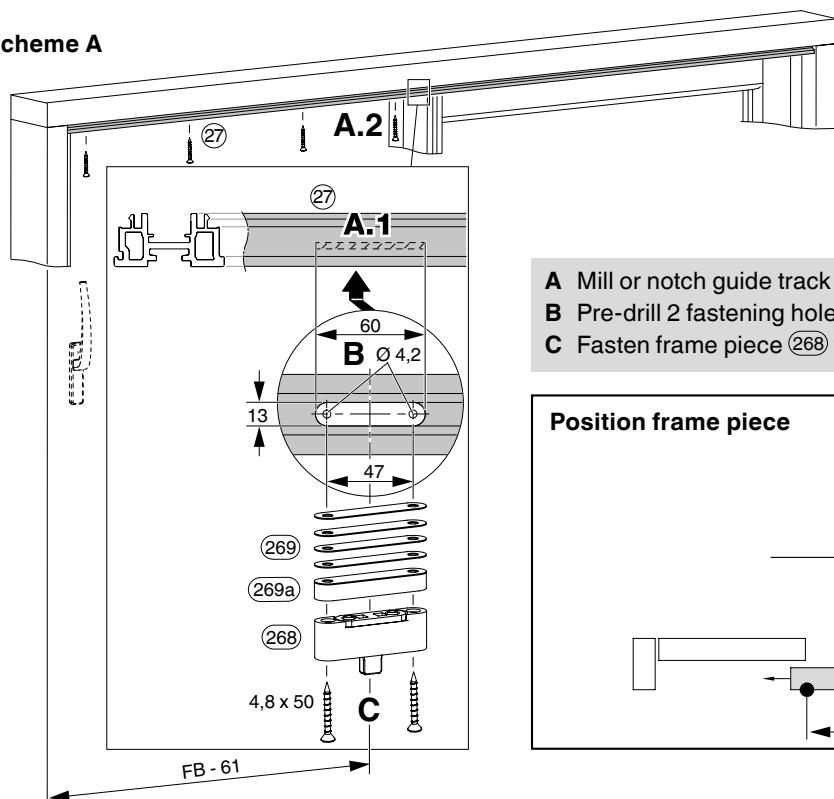 cheme A
27
A.2
27
A.1
60
B Ø 4,2
13
47
269
269a
268
4,8 x 50
C
FB - 61
A Mill or notch guide track
B Pre-drill 2 fastening hole
C Fasten frame piece 268
Position frame piece